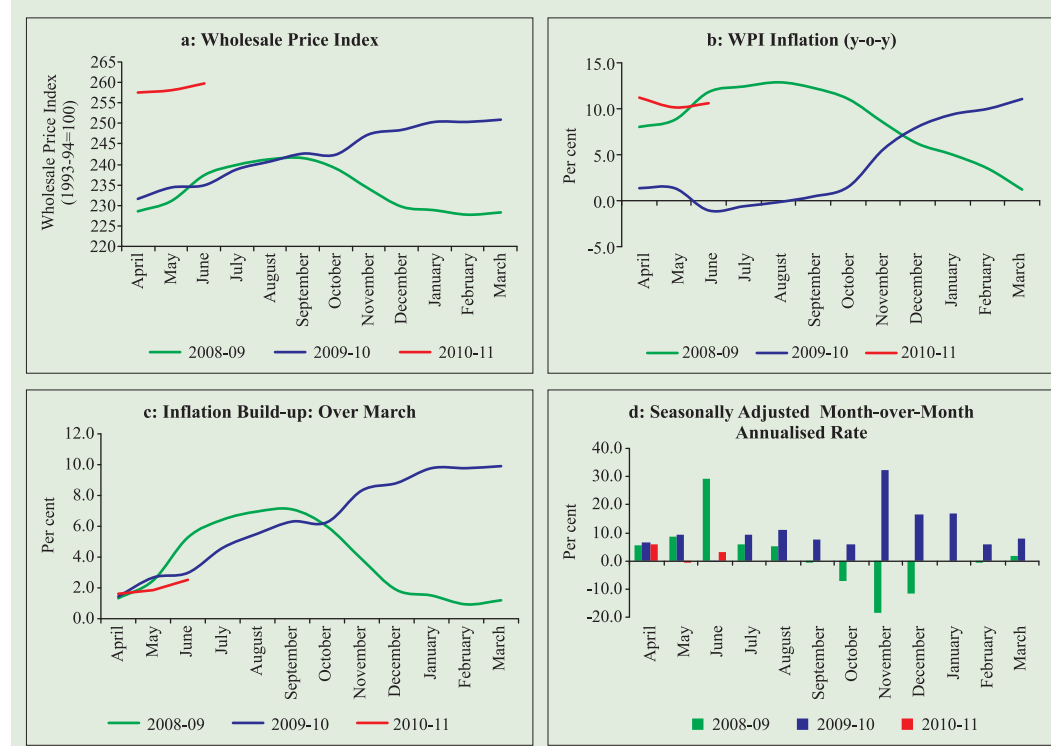 a: Wholesale Price Index
Wholesale Price Index
(1993-94=100)
265
260
255
250
245
240
235
230
225
220
April
May
June
July
August
September
October
November
December
January
February
March
2008-09
2009-10
2010-11
b: WPI Inflation (y-o-y)
Per cent
15.0
10.0
5.0
0.0
-5.0
April
May
June
July
August
September
October
November
December
January
February
March
2008-09
2009-10
2010-11
c: Inflation Build-up: Over March
Per cent
12.0
10.0
8.0
6.0
4.0
2.0
0.0
April
May
June
July
August
September
October
November
December
January
February
March
2008-09
2009-10
2010-11
d: Seasonally Adjusted Month-over-Month
Annualised Rate
Per cent
40.0
30.0
20.0
10.0
0.0
-10.0
-20.0
April
May
June
July
August
September
October
November
December
January
February
March
2008-09
2009-10
2010-11